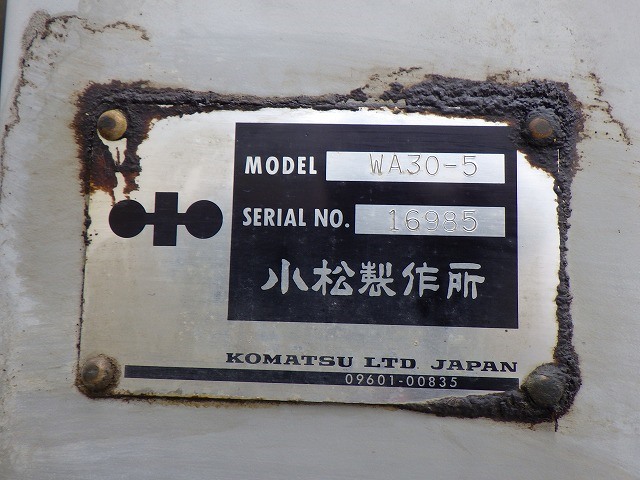 MODEL WA30-5
SERIAL NO. 16985
小松製作所
KOMATSU LTD JAPAN
09601-00835